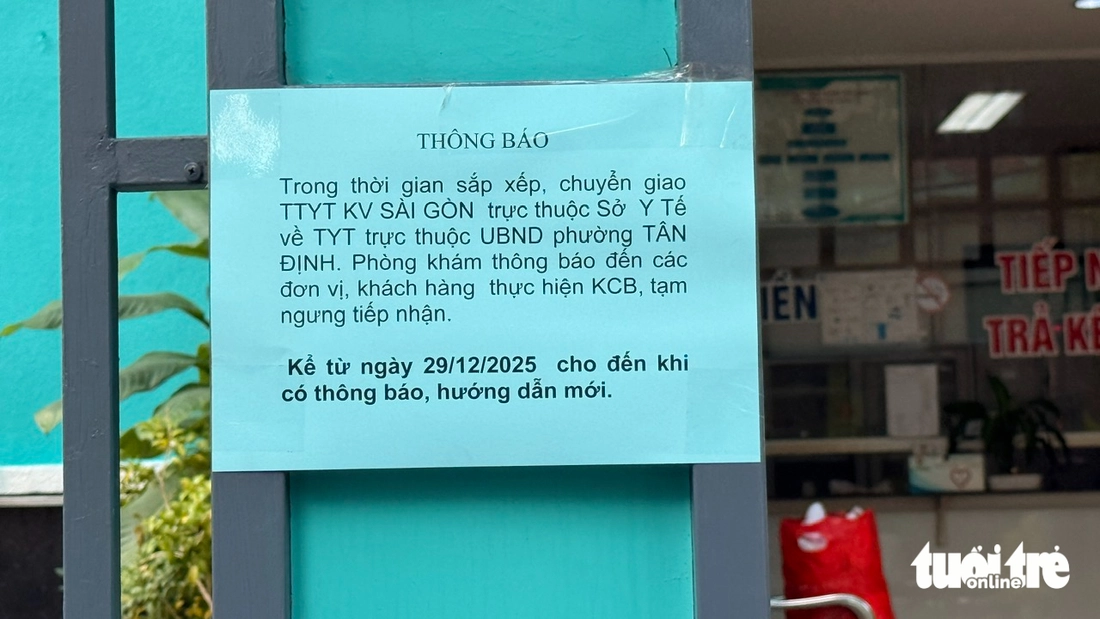 THÔNG BÁO
Trong thời gian sắp xếp, chuyển giao
TTYT KV SÀI GÒN trực thuộc Sở Y Tế
về TYT trực thuộc UBND phường TÂN
ĐỊNH. Phòng khám thông báo đến các
đơn vị, khách hàng thực hiện KCB, tạm
ngưng tiếp nhận.
Kể từ ngày 29/12/2025 cho đến khi
có thông báo, hướng dẫn mới.
TIẾP
TRẢ
tuổi trẻ
online